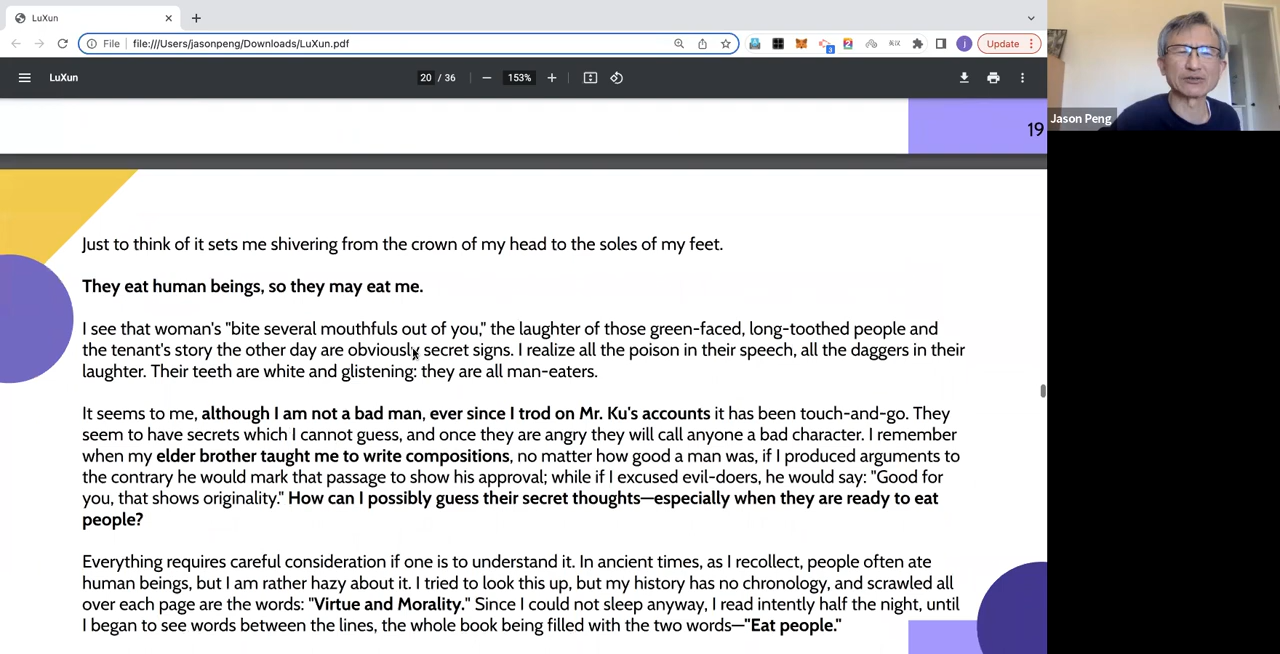 LuXun
File
file:///Users/jasonpeng/Downloads/LuXun.pdf
3
2
j
Update
LuXun
20 / 36
153%
Jason Peng
19
Just to think of it sets me shivering from the crown of my head to the soles of my feet.
They eat human beings, so they may eat me.
I see that woman's "bite several mouthfuls out of you," the laughter of those green-faced, long-toothed people and
the tenant's story the other day are obviously secret signs. I realize all the poison in their speech, all the daggers in their
laughter. Their teeth are white and glistening: they are all man-eaters.
It seems to me, although I am not a bad man, ever since I trod on Mr. Ku's accounts it has been touch-and-go. They
seem to have secrets which I cannot guess, and once they are angry they will call anyone a bad character. I remember
when my elder brother taught me to write compositions, no matter how good a man was, if I produced arguments to
the contrary he would mark that passage to show his approval; while if I excused evil-doers, he would say: "Good for
you, that shows originality." How can I possibly guess their secret thoughts—especially when they are ready to eat
people?
Everything requires careful consideration if one is to understand it. In ancient times, as I recollect, people often ate
human beings, but I am rather hazy about it. I tried to look this up, but my history has no chronology, and scrawled all
over each page are the words: "Virtue and Morality." Since I could not sleep anyway, I read intently half the night, until
I began to see words between the lines, the whole book being filled with the two words—"Eat people."